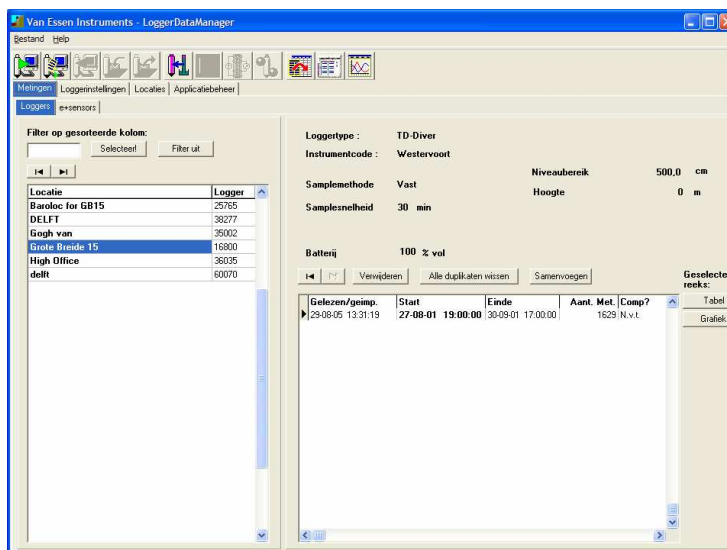 Van Essen Instruments - LoggerDataManager
Bestand Help
Metingen Loggerinstellingen Locaties Applicatiebeheer
Loggers e+sensors
Filter op gesorteerde kolom:
Selecteer! Filter uit
Locatie Logger
Baroloc for GB15 25765
DELFT 38277
Gogh van 35002
Grote Breide 15 16800
High Office 36035
delft 60070
Loggertype : TD-Diver
Instrumentcode : Westervoort
Niveaubereik 500,0 cm
Samplemethode Vast
Hoogte 0 m
Samplesnelheid 30 min
Batterij 100 % vol
Verwijderen Alle duplikaten wissen Samenvoegen
Geselecte
reeks:
Tabel
Grafiek
Gelezen/geimp. Start Einde Aant. Met. Comp?
29-08-05 13:31:19 27-08-01 19:00:00 30-09-01 17:00:00 1629 N.v.t.